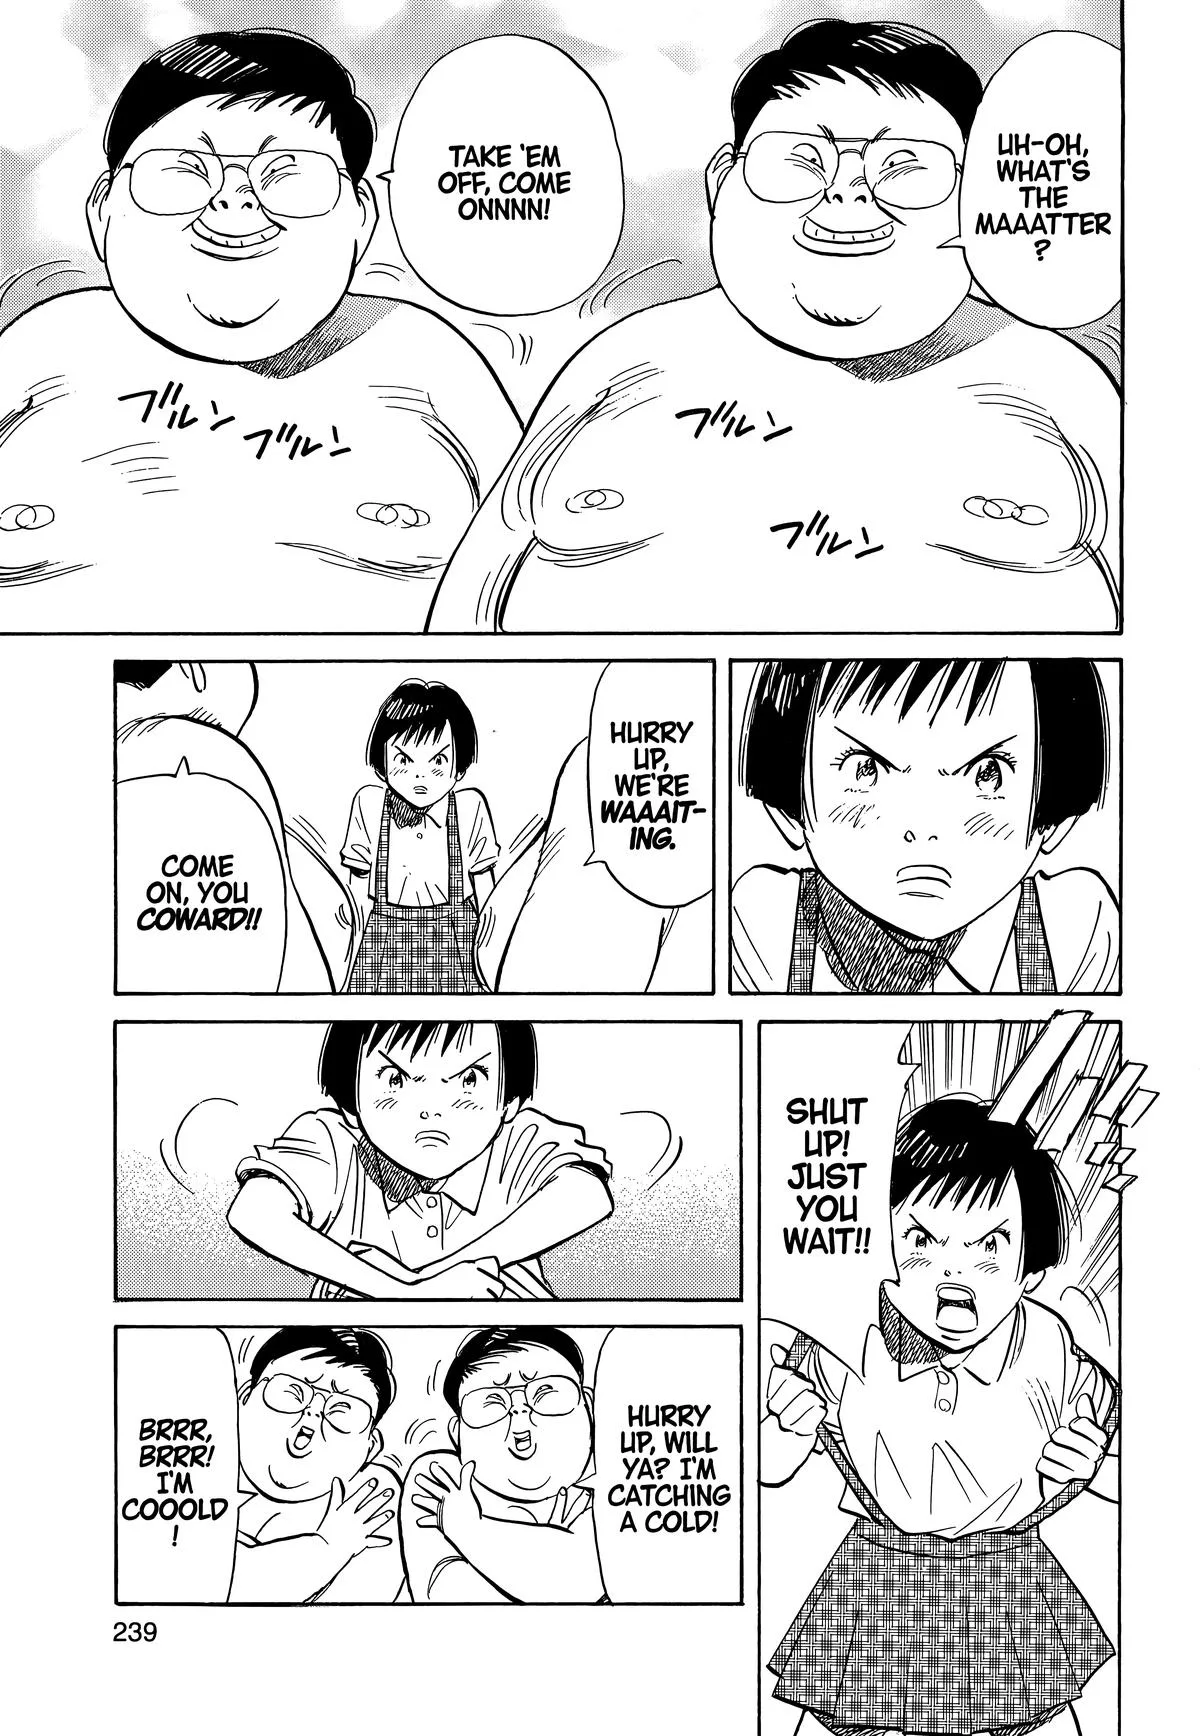 UH-OH,
WHAT'S
THE
MAAATTER
?
TAKE 'EM
OFF, COME
ONNNN!
ブルン
ブルン
ブルン
ブルン
HURRY
UP,
WE'RE
WAAAIT-
ING.
COME
ON, YOU
COWARD!!
SHUT
UP!
JUST
YOU
WAIT!!
HURRY
UP, WILL
YA? I'M
CATCHING
A COLD!
BRRR,
BRRR!
I'M
COOOLD
!
239